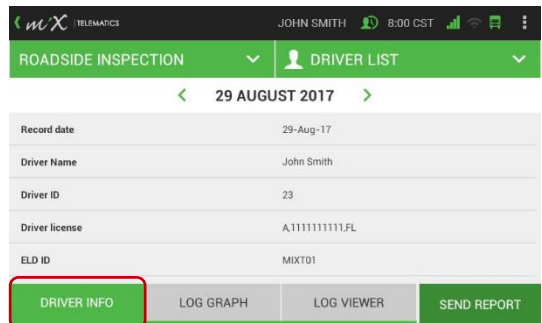 MiX TELEMATICS JOHN SMITH 8:00 CST
ROADSIDE INSPECTION DRIVER LIST
29 AUGUST 2017
Record date 29-Aug-17
Driver Name John Smith
Driver ID 23
Driver license A,1111111111,FL
ELD ID MIXT01
DRIVER INFO LOG GRAPH LOG VIEWER SEND REPORT